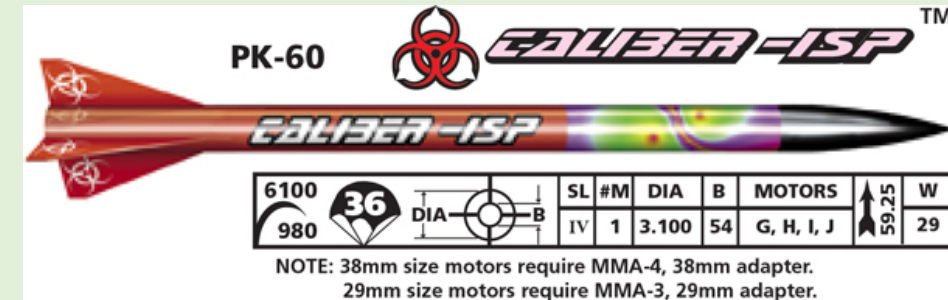 PK-60
CALIBER -ISP TM
CALIBER -ISP
6100
980
36
DIA
B
SL #M DIA B MOTORS W
IV 1 3.100 54 G, H, I, J 59.25 29
NOTE: 38mm size motors require MMA-4, 38mm adapter.
29mm size motors require MMA-3, 29mm adapter.